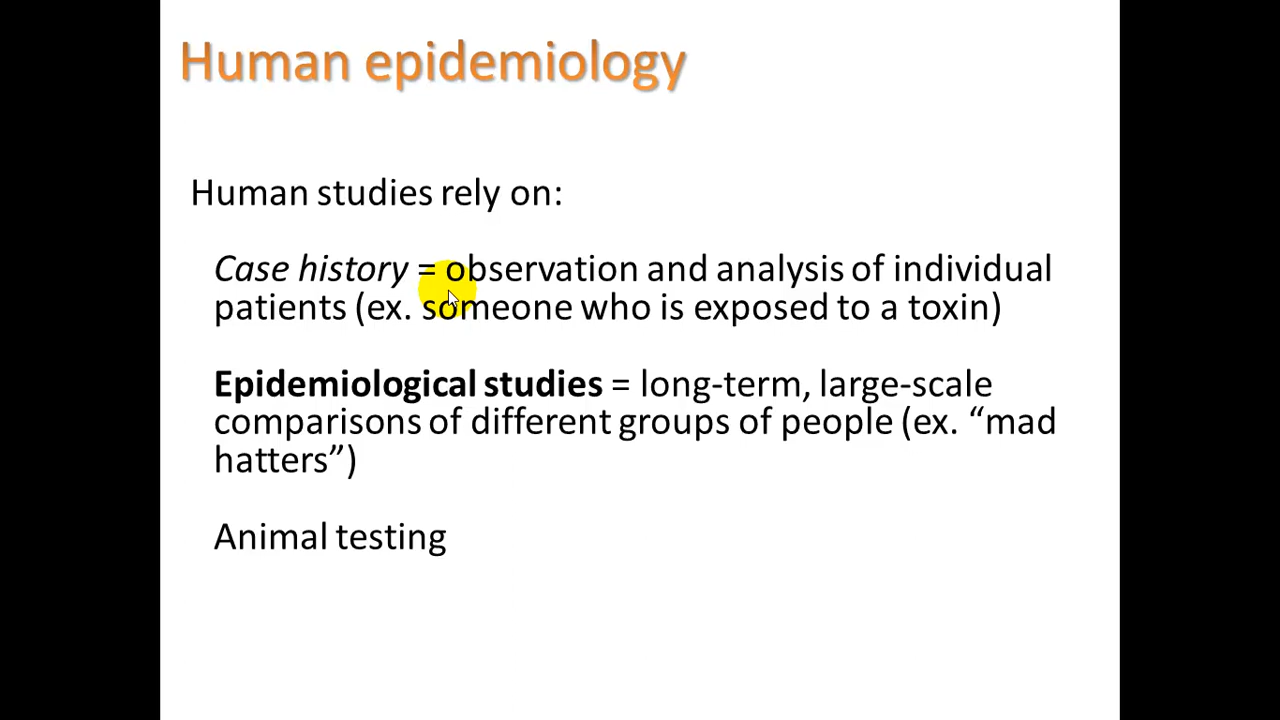 Human epidemiology
Human studies rely on:
Case history = observation and analysis of individual
patients (ex. someone who is exposed to a toxin)
Epidemiological studies = long-term, large-scale
comparisons of different groups of people (ex. “mad
hatters”)
Animal testing